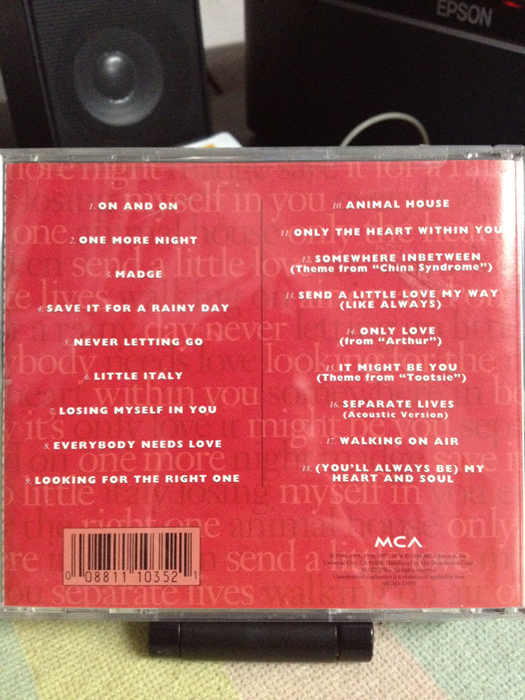 EPSON
1. ON AND ON
2. ONE MORE NIGHT
3. MADGE
4. SAVE IT FOR A RAINY DAY
5. NEVER LETTING GO
6. LITTLE ITALY
7. LOSING MYSELF IN YOU
8. EVERYBODY NEEDS LOVE
9. LOOKING FOR THE RIGHT ONE
10. ANIMAL HOUSE
11. ONLY THE HEART WITHIN YOU
12. SOMEWHERE INBETWEEN
(Theme from "China Syndrome")
13. SEND A LITTLE LOVE MY WAY
(LIKE ALWAYS)
14. ONLY LOVE
(from "Arthur")
15. IT MIGHT BE YOU
(Theme from "Tootsie")
16. SEPARATE LIVES
(Acoustic Version)
17. WALKING ON AIR
18. (YOU'LL ALWAYS BE) MY
HEART AND SOUL
0 08811 10352 1
MCA